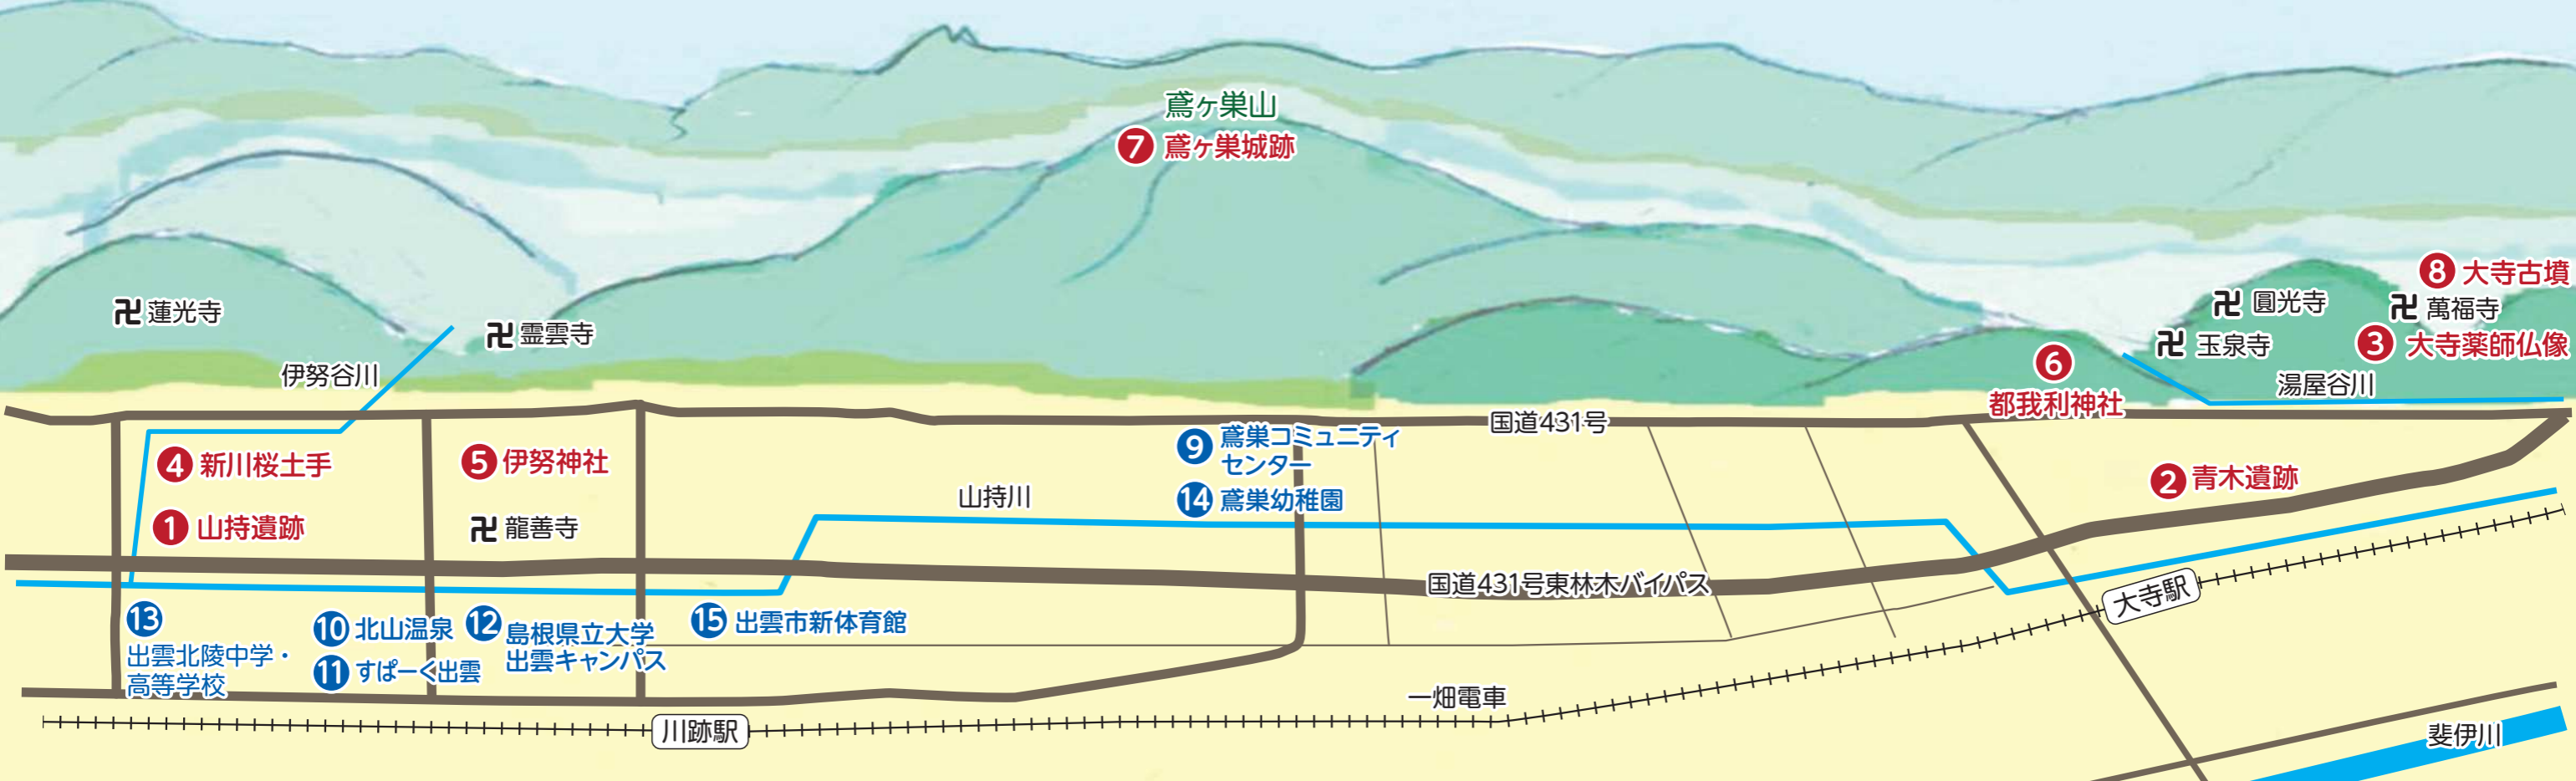 鳶ヶ巣山
⑦ 鳶ヶ巣城跡
⑧ 大寺古墳
卍 蓮光寺
卍 霊雲寺
卍 圓光寺
卍 萬福寺
卍 玉泉寺
③ 大寺薬師仏像
伊努谷川
⑥
都我利神社
湯屋谷川
国道431号
④ 新川桜土手
⑤ 伊努神社
⑨ 鳶巣コミュニティ
センター
② 青木遺跡
① 山持遺跡
卍 龍善寺
山持川
⑭ 鳶巣幼稚園
国道431号東林木バイパス
大寺駅
⑬
出雲北陵中学・
高等学校
⑩ 北山温泉
⑪ すぱーく出雲
⑫ 島根県立大学
出雲キャンパス
⑮ 出雲市新体育館
一畑電車
川跡駅
斐伊川